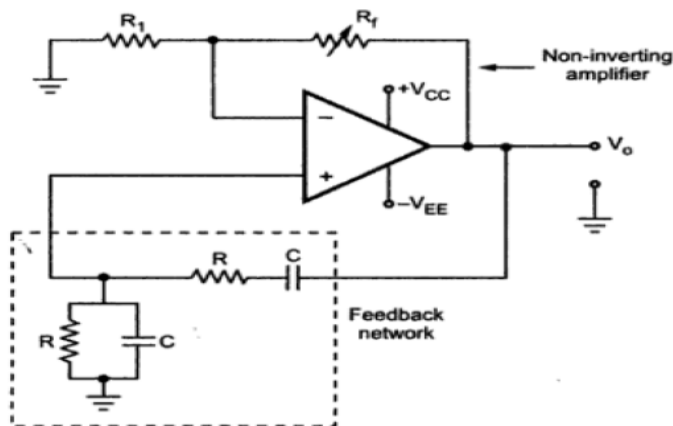 R1
Rf
Non-inverting
amplifier
+VCC
−
+
Vo
−VEE
R
C
Feedback
network
R
C